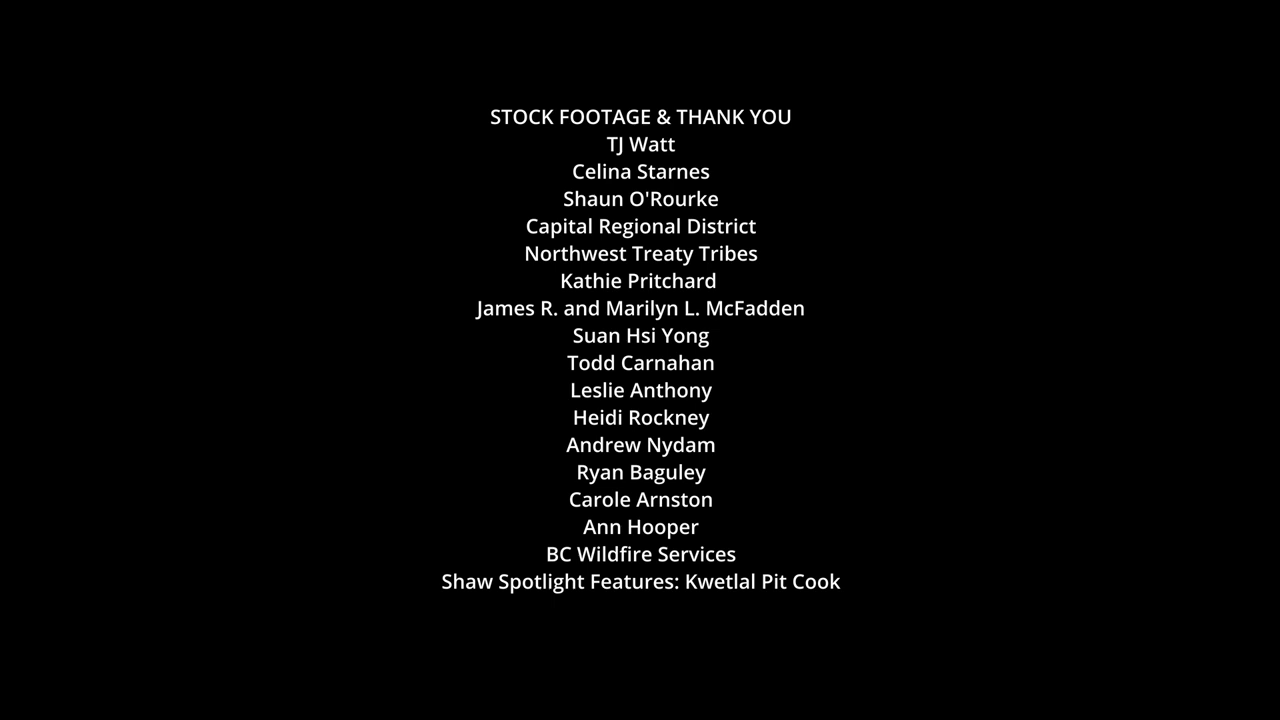 STOCK FOOTAGE & THANK YOU
TJ Watt
Celina Starnes
Shaun O'Rourke
Capital Regional District
Northwest Treaty Tribes
Kathie Pritchard
James R. and Marilyn L. McFadden
Suan Hsi Yong
Todd Carnahan
Leslie Anthony
Heidi Rockney
Andrew Nydam
Ryan Baguley
Carole Arnston
Ann Hooper
BC Wildfire Services
Shaw Spotlight Features: Kwetlal Pit Cook